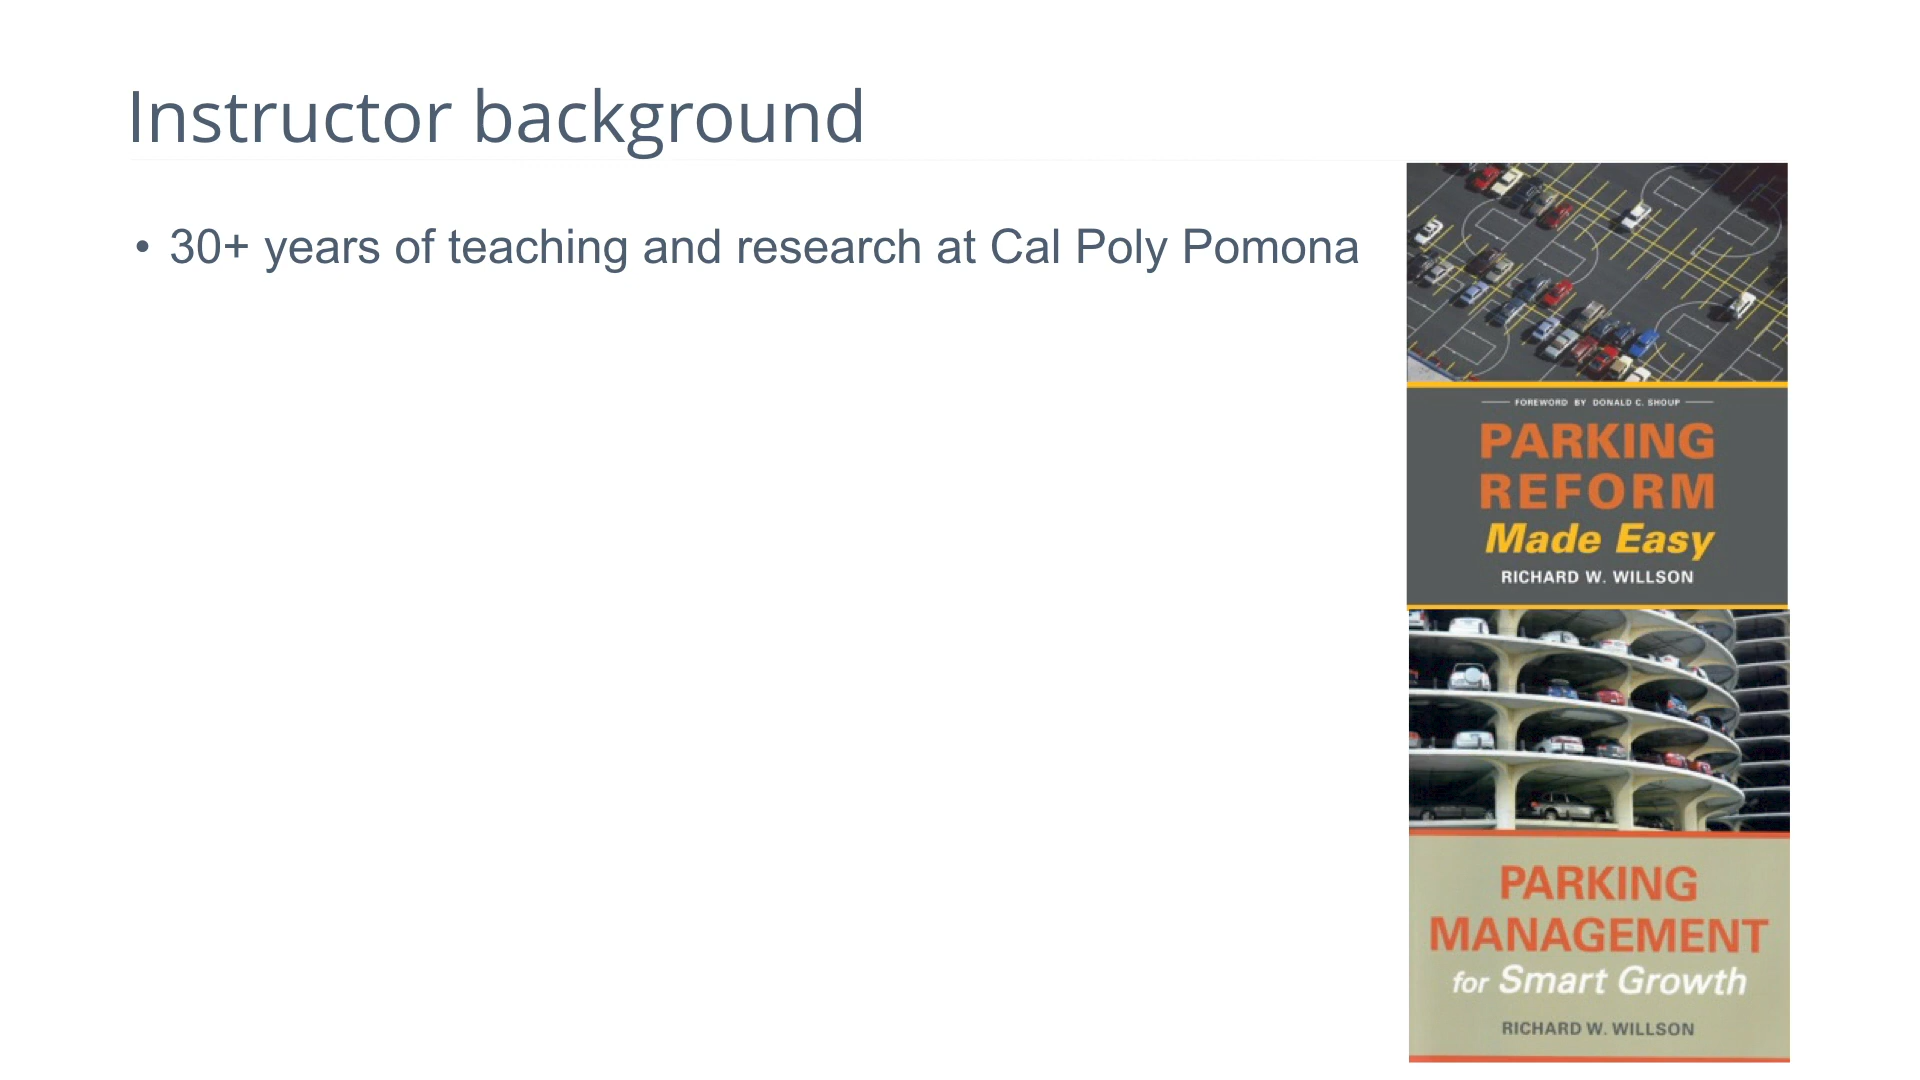 Instructor background
• 30+ years of teaching and research at Cal Poly Pomona
FOREWORD BY DONALD C. SHOUP
PARKING
REFORM
Made Easy
RICHARD W. WILLSON
PARKING
MANAGEMENT
for Smart Growth
RICHARD W. WILLSON